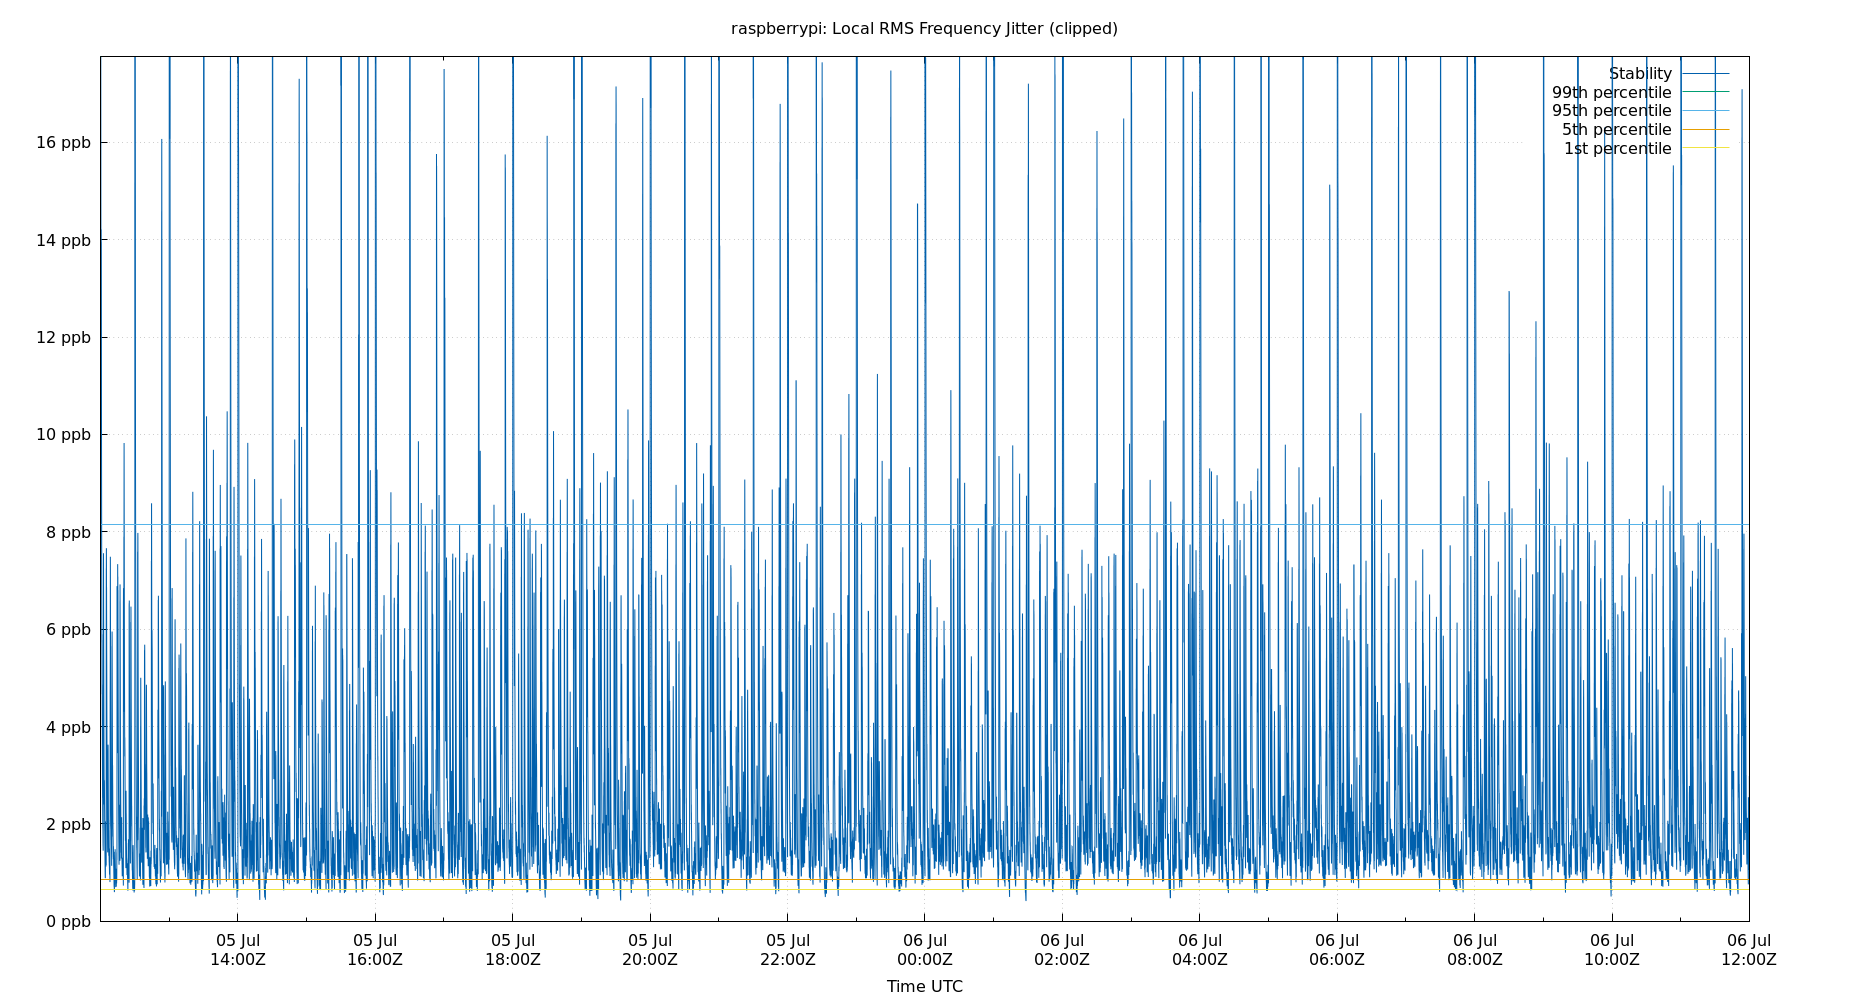 raspberrypi: Local RMS Frequency Jitter (clipped)
Stability
99th percentile
95th percentile
5th percentile
1st percentile
16 ppb
14 ppb
12 ppb
10 ppb
8 ppb
6 ppb
4 ppb
2 ppb
0 ppb
05 Jul 05 Jul 05 Jul 05 Jul 05 Jul 06 Jul 06 Jul 06 Jul 06 Jul 06 Jul 06 Jul 06 Jul
14:00Z 16:00Z 18:00Z 20:00Z 22:00Z 00:00Z 02:00Z 04:00Z 06:00Z 08:00Z 10:00Z 12:00Z
Time UTC